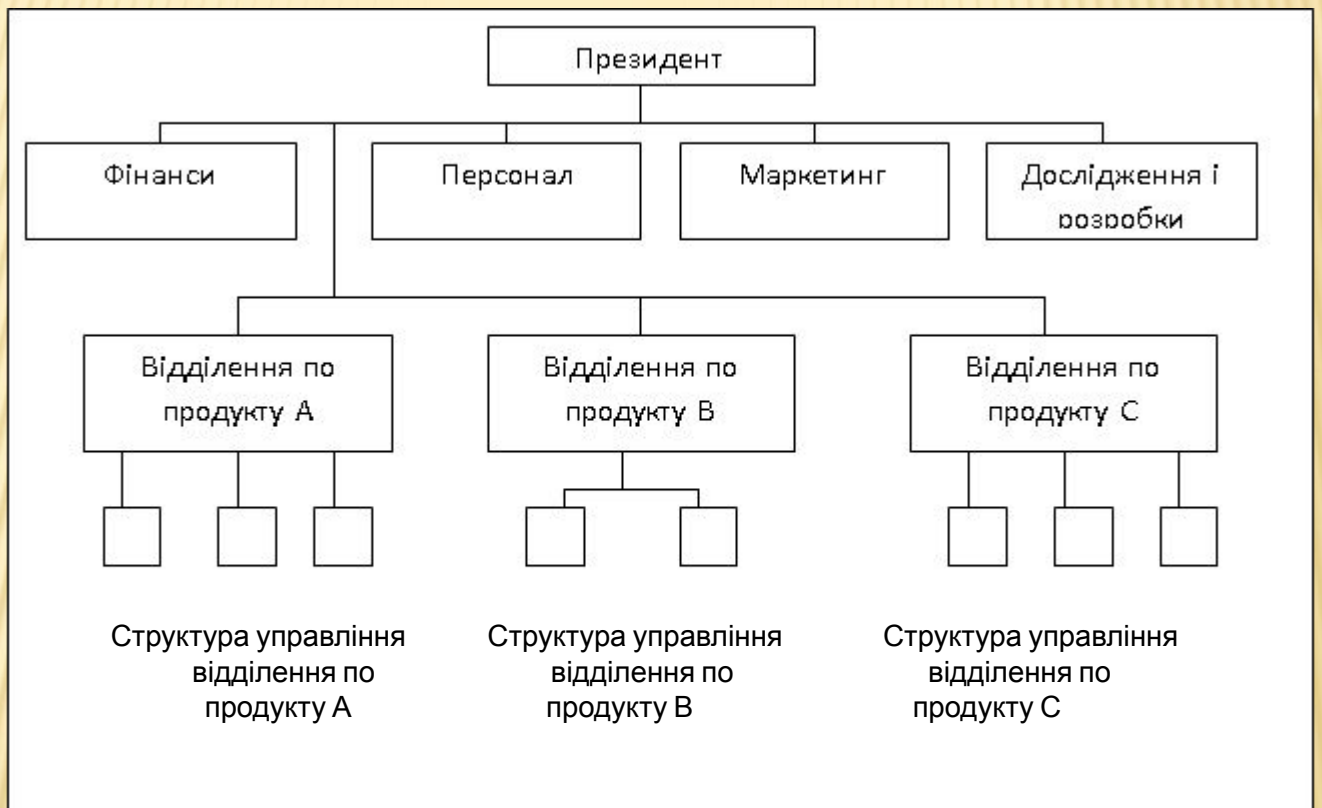 Президент
Фінанси
Персонал
Маркетинг
Дослідження і
розробки
Відділення по
продукту А
Відділення по
продукту В
Відділення по
продукту С
Структура управління
відділення по
продукту А
Структура управління
відділення по
продукту В
Структура управління
відділення по
продукту С